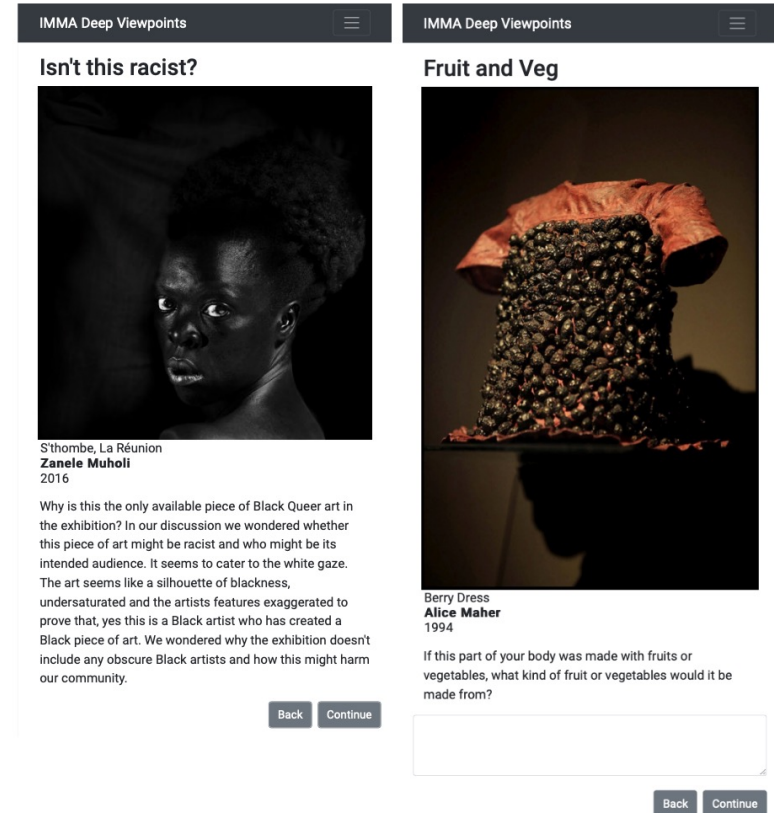 IMMA Deep Viewpoints
Isn't this racist?
S'thombe, La Réunion
Zanele Muholi
2016
Why is this the only available piece of Black Queer art in
the exhibition? In our discussion we wondered whether
this piece of art might be racist and who might be its
intended audience. It seems to cater to the white gaze.
The art seems like a silhouette of blackness,
undersaturated and the artists features exaggerated to
prove that, yes this is a Black artist who has created a
Black piece of art. We wondered why the exhibition doesn't
include any obscure Black artists and how this might harm
our community.
Back Continue
IMMA Deep Viewpoints
Fruit and Veg
Berry Dress
Alice Maher
1994
If this part of your body was made with fruits or
vegetables, what kind of fruit or vegetables would it be
made from?
Back Continue